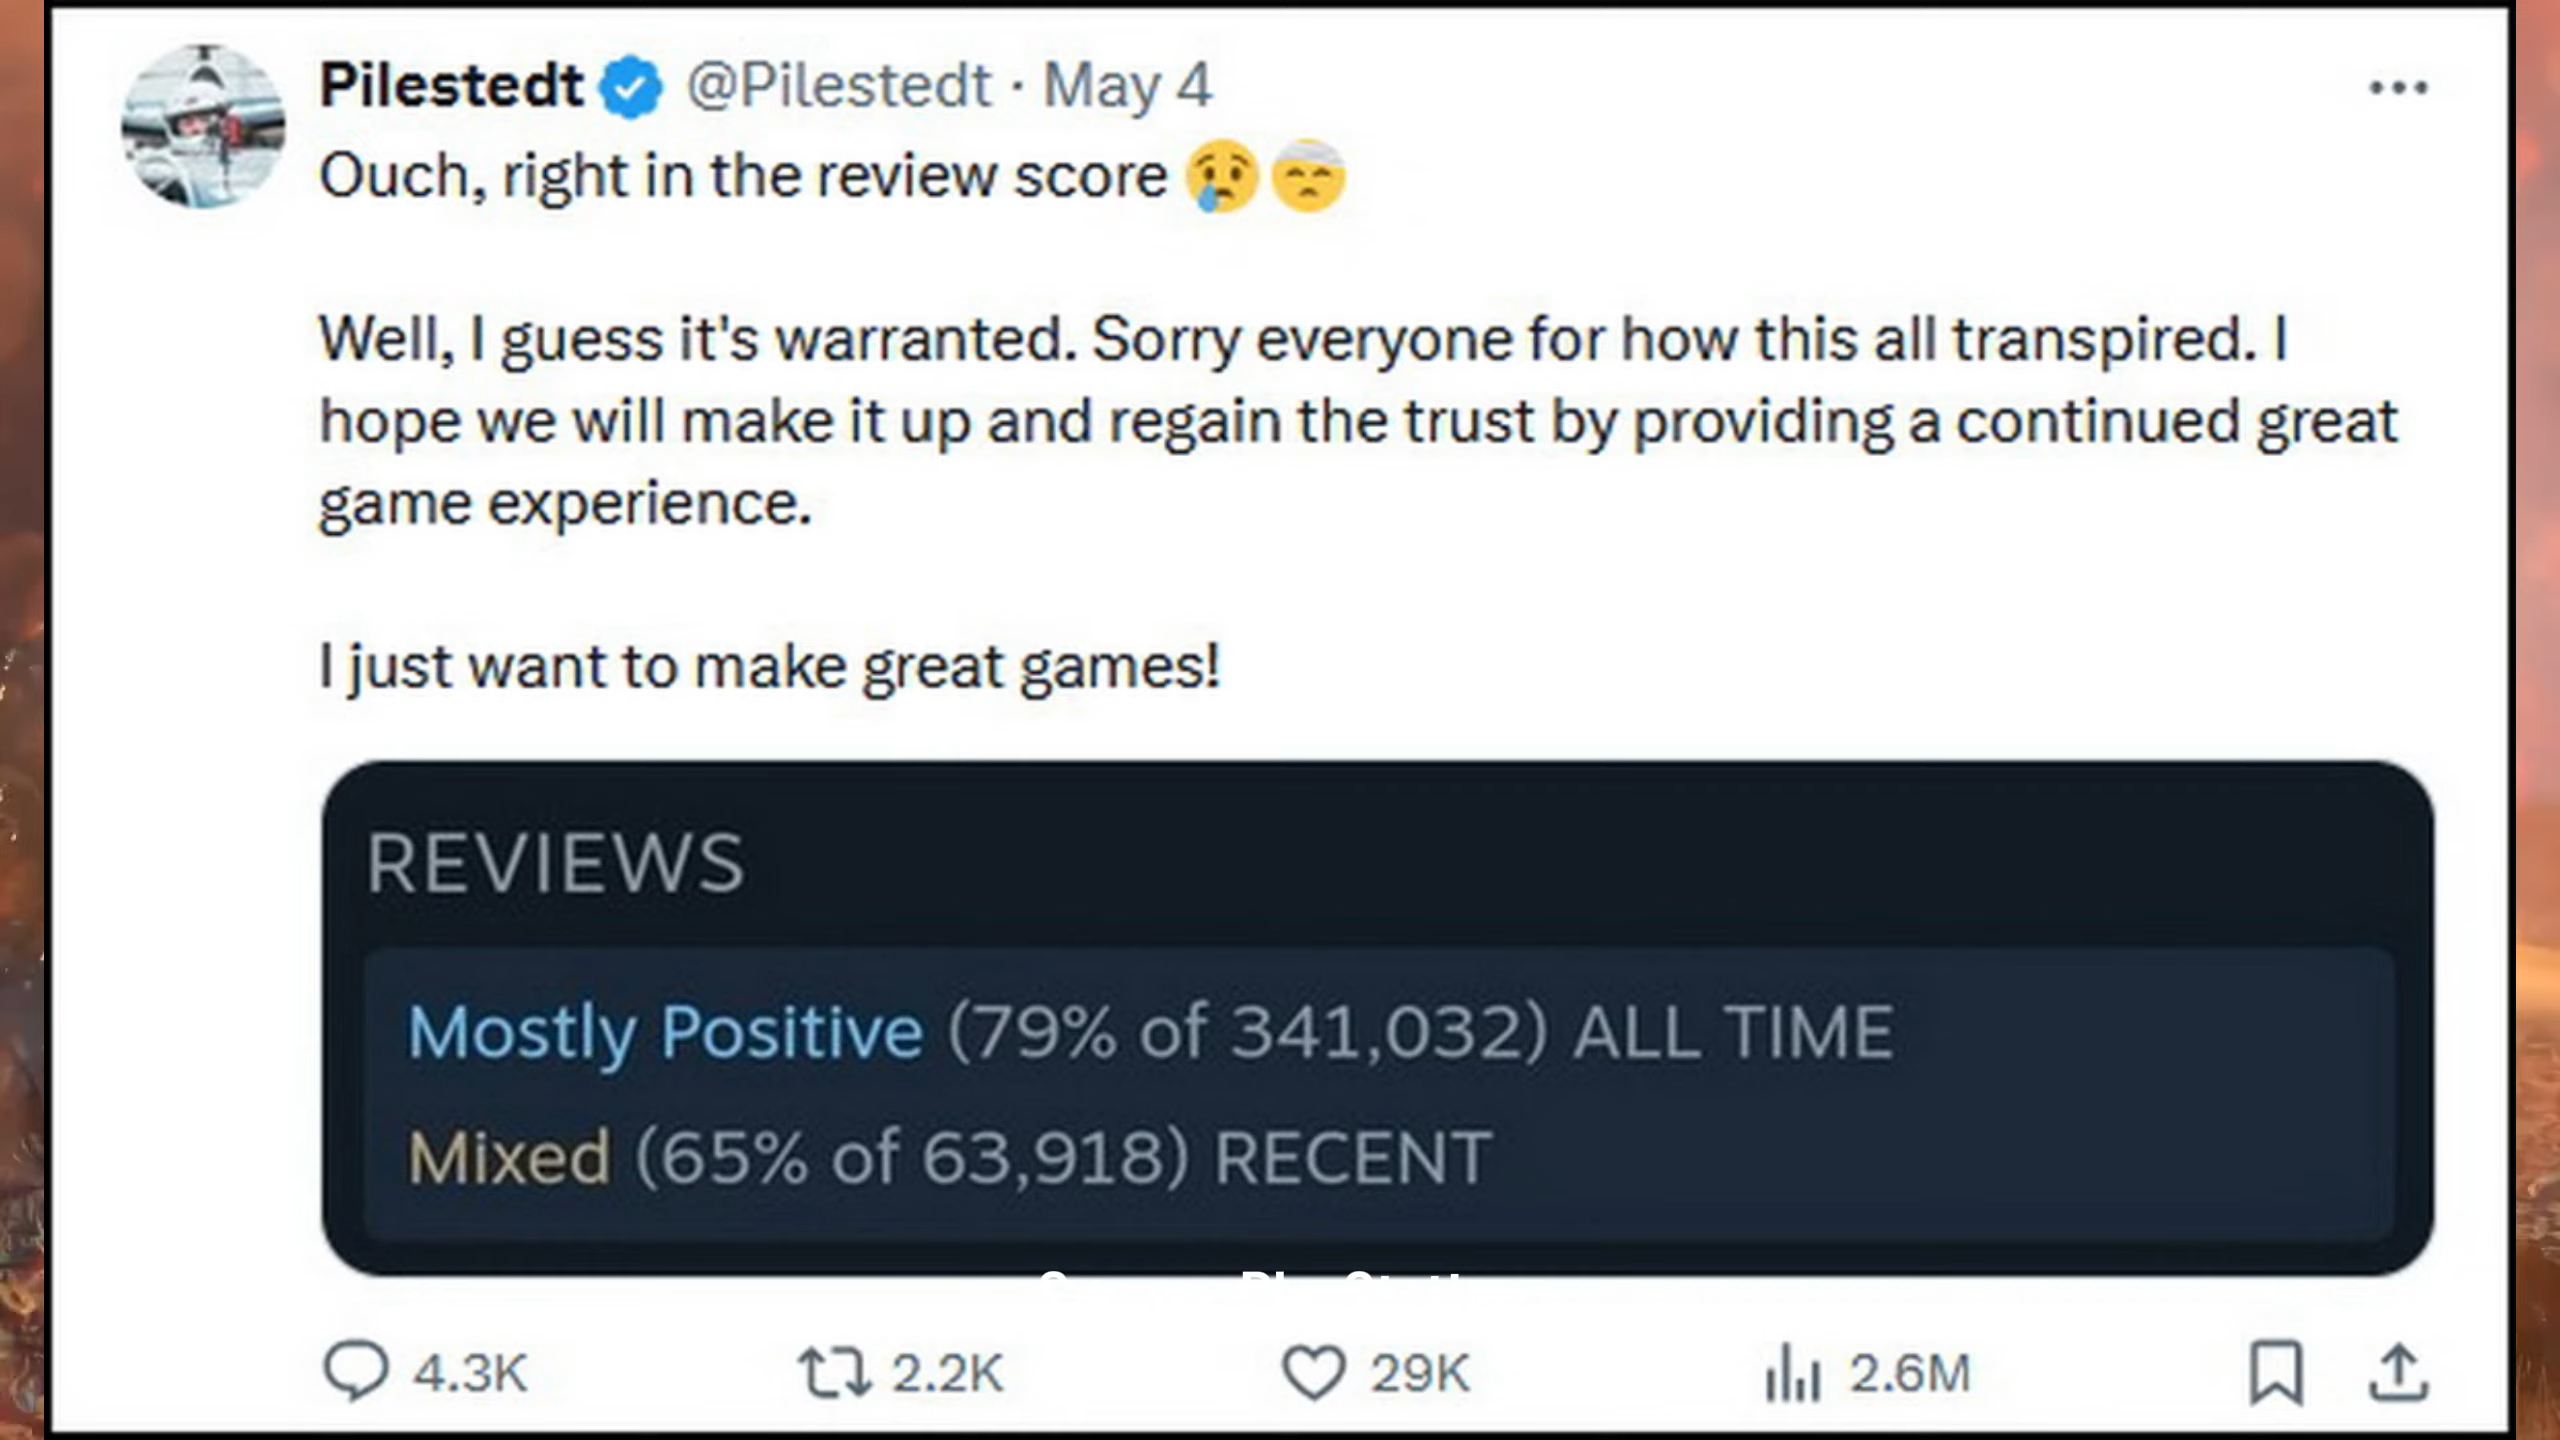 Pilestedt @Pilestedt · May 4
Ouch, right in the review score 😢🤕
Well, I guess it's warranted. Sorry everyone for how this all transpired. I
hope we will make it up and regain the trust by providing a continued great
game experience.
I just want to make great games!
REVIEWS
Mostly Positive (79% of 341,032) ALL TIME
Mixed (65% of 63,918) RECENT
4.3K 2.2K 29K 2.6M